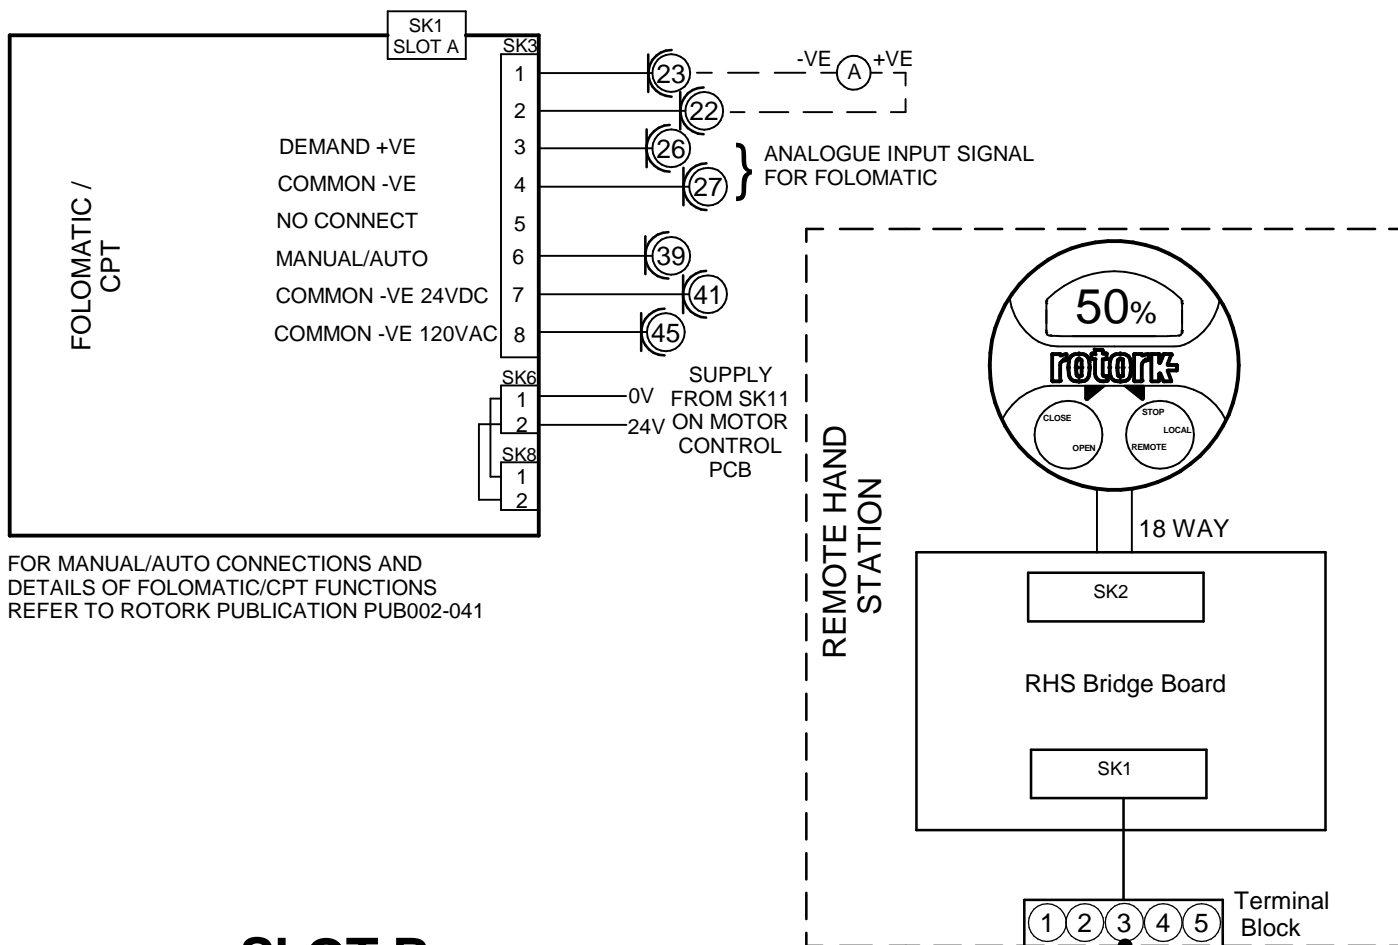 SK1
SLOT A
SK3
1
23
-VE
A
+VE
2
22
DEMAND +VE
3
26
ANALOGUE INPUT SIGNAL
FOR FOLOMATIC
COMMON -VE
4
27
NO CONNECT
5
MANUAL/AUTO
6
39
COMMON -VE 24VDC
7
41
COMMON -VE 120VAC
8
45
FOLOMATIC /
CPT
SK6
1
0V
2
24V
SUPPLY
FROM SK11
ON MOTOR
CONTROL
PCB
SK8
1
2
FOR MANUAL/AUTO CONNECTIONS AND
DETAILS OF FOLOMATIC/CPT FUNCTIONS
REFER TO ROTORK PUBLICATION PUB002-041
REMOTE HAND
STATION
50%
rotork
CLOSE
OPEN
STOP
LOCAL
REMOTE
18 WAY
SK2
RHS Bridge Board
SK1
1 2 3 4 5
Terminal
Block
SLOT B